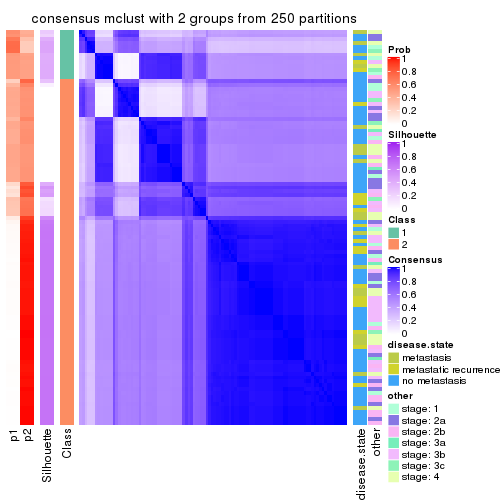 consensus mclust with 2 groups from 250 partitions
p1
p2
Silhouette
Class
disease.state
other
Prob
1
0.8
0.6
0.4
0.2
0
Silhouette
1
0.8
0.6
0.4
0.2
0
Class
1
2
Consensus
1
0.8
0.6
0.4
0.2
0
disease.state
metastasis
metastatic recurrence
no metastasis
other
stage: 1
stage: 2a
stage: 2b
stage: 3a
stage: 3b
stage: 3c
stage: 4